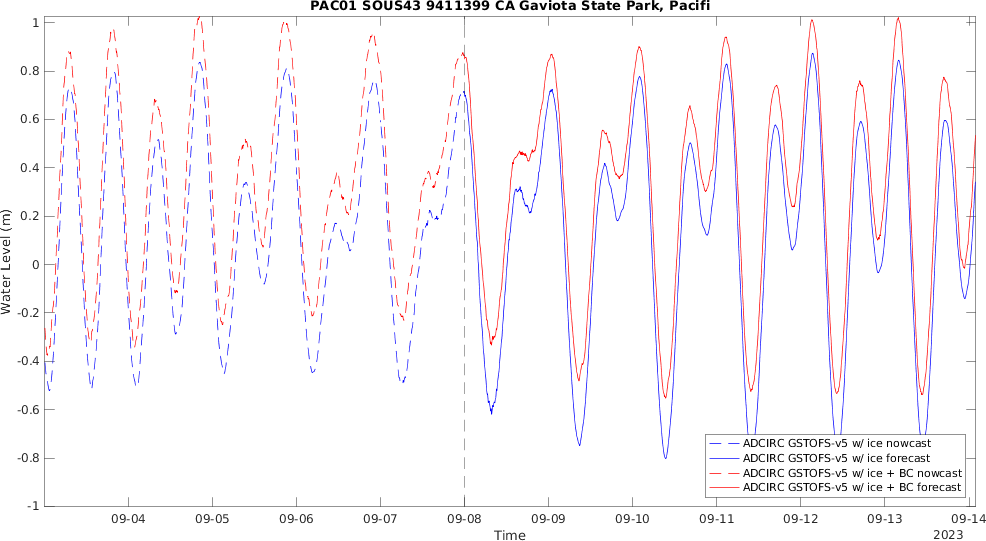 PAC01 SOUS43 9411399 CA Gaviota State Park, Pacifi
1
0.8
0.6
0.4
0.2
0
-0.2
-0.4
-0.6
-0.8
-1
Water Level (m)
ADCIRC GSTOFS-v5 w/ ice nowcast
ADCIRC GSTOFS-v5 w/ ice forecast
ADCIRC GSTOFS-v5 w/ ice + BC nowcast
ADCIRC GSTOFS-v5 w/ ice + BC forecast
09-04 09-05 09-06 09-07 09-08 09-09 09-10 09-11 09-12 09-13 09-14
Time
2023